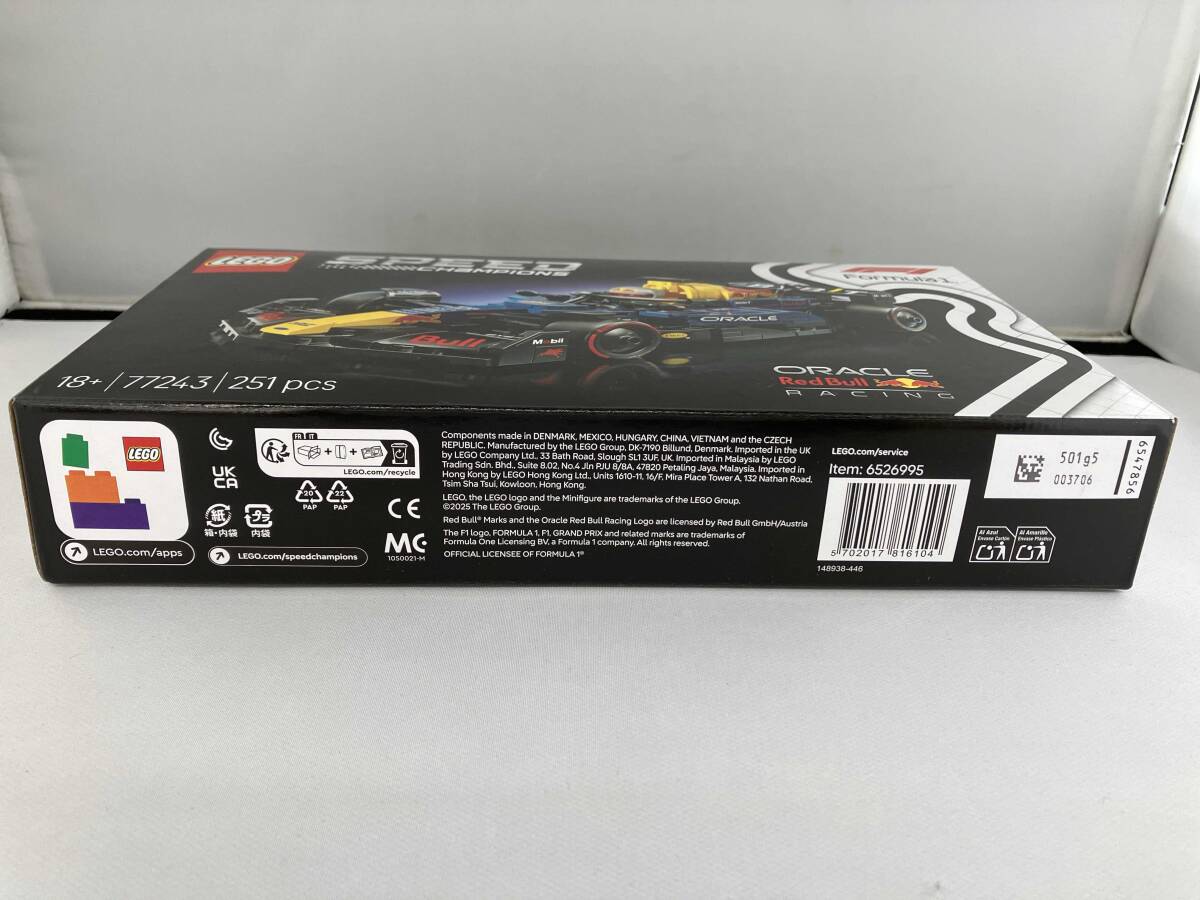 LEGO
SPEED
CHAMPIONS
F1
Formula 1
ORACLE
Bull
Mobil
18+ / 77243 / 251 pcs
ORACLE
Red Bull
RACING
LEGO
LEGO.com/apps
UK
CA
紙
箱・内袋
プラ
内袋
LEGO.com/speedchampions
FR IT
LEGO.com/recycle
20
PAP
22
PAP
CE
MC
1050021-M
Components made in DENMARK, MEXICO, HUNGARY, CHINA, VIETNAM and the CZECH
REPUBLIC. Manufactured by the LEGO Group, DK-7190 Billund, Denmark. Imported in the UK
by LEGO Company Ltd., 33 Bath Road, Slough SL1 3UF, UK. Imported in Malaysia by LEGO
Trading Sdn. Bhd., Suite 8.02, No.4 Jln PJU 8/8A, 47820 Petaling Jaya, Malaysia. Imported in
Hong Kong by LEGO Hong Kong Ltd., Units 1610-11, 16/F, Mira Place Tower A, 132 Nathan Road,
Tsim Sha Tsui, Kowloon, Hong Kong.
LEGO, the LEGO logo and the Minifigure are trademarks of the LEGO Group.
©2025 The LEGO Group.
Red Bull® Marks and the Oracle Red Bull Racing Logo are licensed by Red Bull GmbH/Austria
The F1 logo, FORMULA 1, F1, GRAND PRIX and related marks are trademarks of
Formula One Licensing BV, a Formula 1 company. All rights reserved.
OFFICIAL LICENSEE OF FORMULA 1®
LEGO.com/service
Item: 6526995
5 702017 816104
148938-446
501g5
003706
6547856
Al Azul
Envase Cartón
Al Amarillo
Envase Plástico